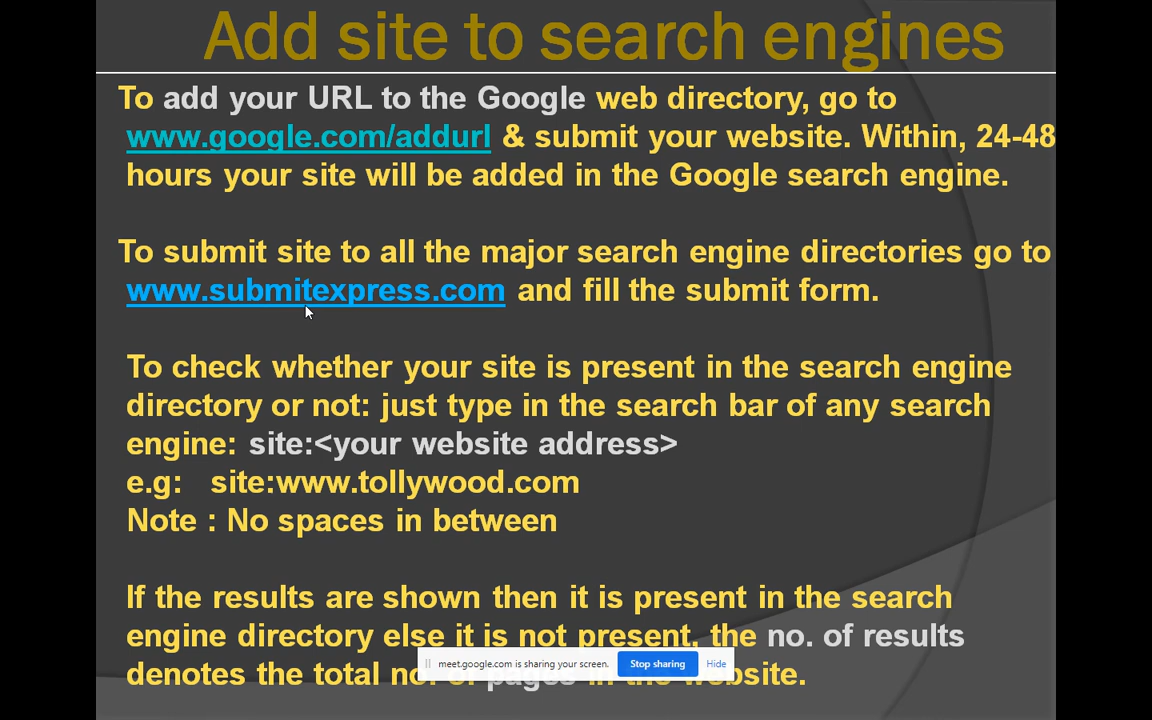 Add site to search engines
To add your URL to the Google web directory, go to
www.google.com/addurl & submit your website. Within, 24-48
hours your site will be added in the Google search engine.
To submit site to all the major search engine directories go to
www.submitexpress.com and fill the submit form.
To check whether your site is present in the search engine
directory or not: just type in the search bar of any search
engine: site:<your website address>
e.g: site:www.tollywood.com
Note : No spaces in between
If the results are shown then it is present in the search
engine directory else it is not present, the no. of results
denotes the total no. of pages in the website.
meet.google.com is sharing your screen. Stop sharing Hide